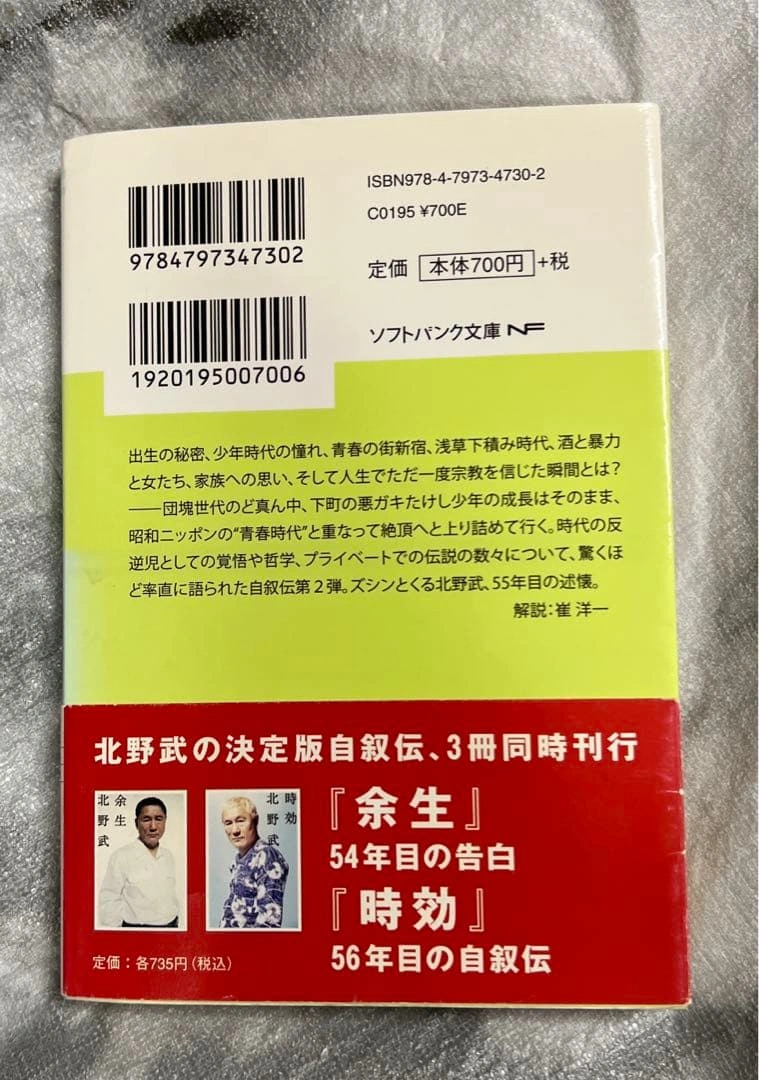 ISBN978-4-7973-4730-2
C0195 ¥700E
9784797347302
定価 本体700円+税
1920195007006
ソフトバンク文庫 NF
出生の秘密、少年時代の憧れ、青春の街新宿、浅草下積み時代、酒と暴力
と女たち、家族への思い、そして人生でただ一度宗教を信じた瞬間とは?
――団塊世代のど真ん中、下町の悪ガキたけし少年の成長はそのまま、
昭和ニッポンの“青春時代”と重なって絶頂へと上り詰めて行く。時代の反
逆児としての覚悟や哲学、プライベートでの伝説の数々について、驚くほ
ど率直に語られた自叙伝第2弾。ズシンとくる北野武、55年目の述懐。
解説:崔 洋一
北野武の決定版自叙伝、3冊同時刊行
余生
北野武
時効
北野武
『余生』
54年目の告白
『時効』
56年目の自叙伝
定価:各735円(税込)